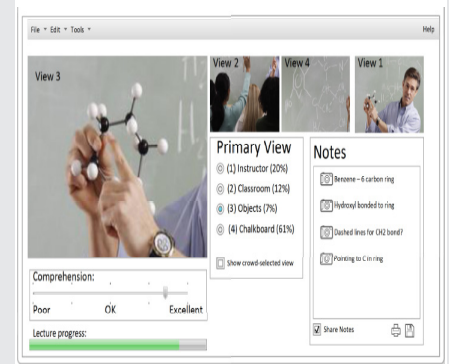 File Edit Tools Help
View 3
View 2
View 4
View 1
Primary View
(1) Instructor (20%)
(2) Classroom (12%)
(3) Objects (7%)
(4) Chalkboard (61%)
Show crowd-selected view
Notes
Benzene – 6 carbon ring
Hydroxyl bonded to ring
Dashed lines for CH2 bond?
Pointing to C in ring
Share Notes
Comprehension:
Poor OK Excellent
Lecture progress: